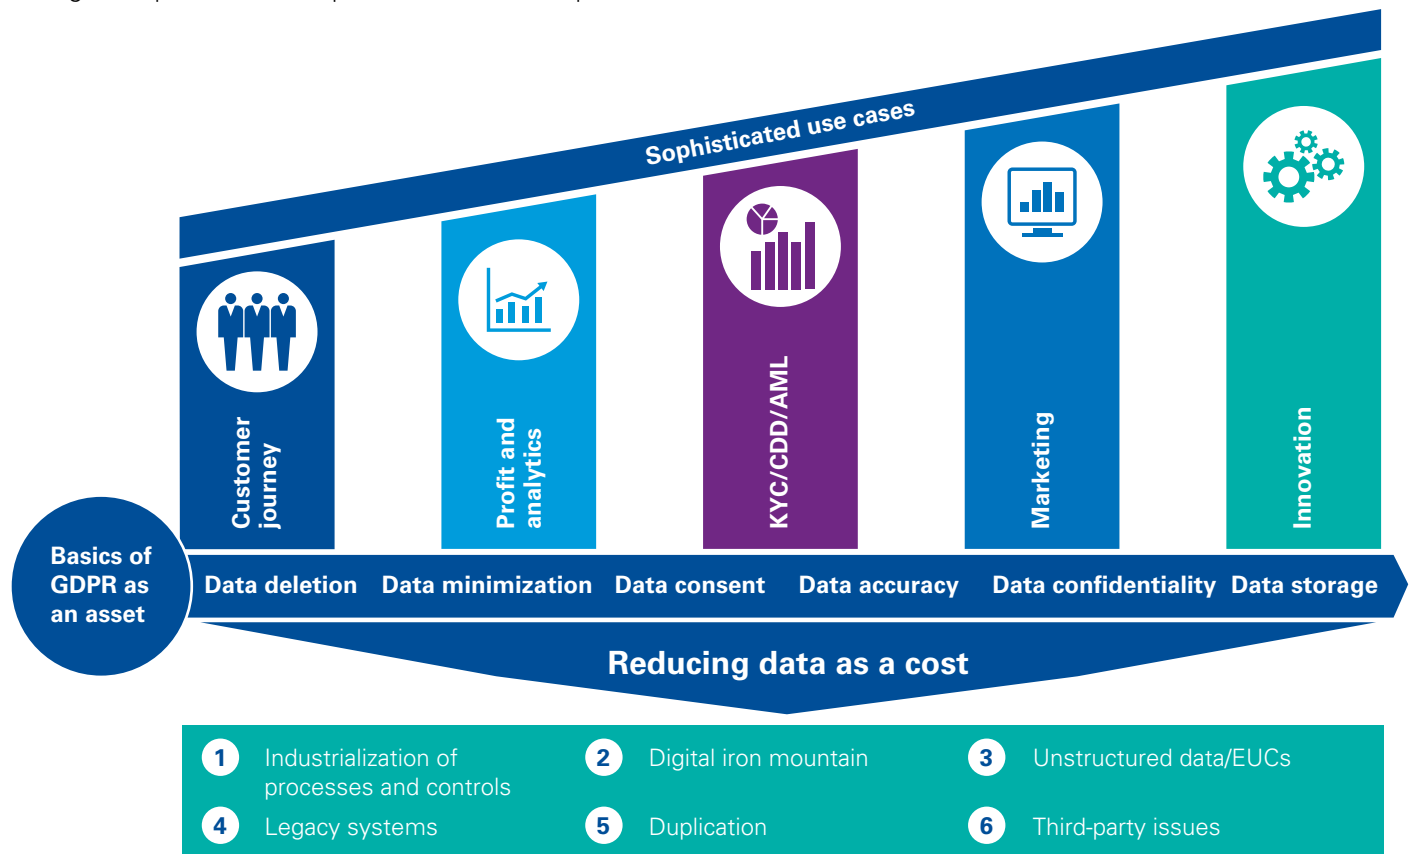 Sophisticated use cases
Customer
journey
Profit and
analytics
KYC/CDD/AML
Marketing
Innovation
Basics of
GDPR as
an asset
Data deletion
Data minimization
Data consent
Data accuracy
Data confidentiality
Data storage
Reducing data as a cost
1 Industrialization of
processes and controls
2 Digital iron mountain
3 Unstructured data/EUCs
4 Legacy systems
5 Duplication
6 Third-party issues